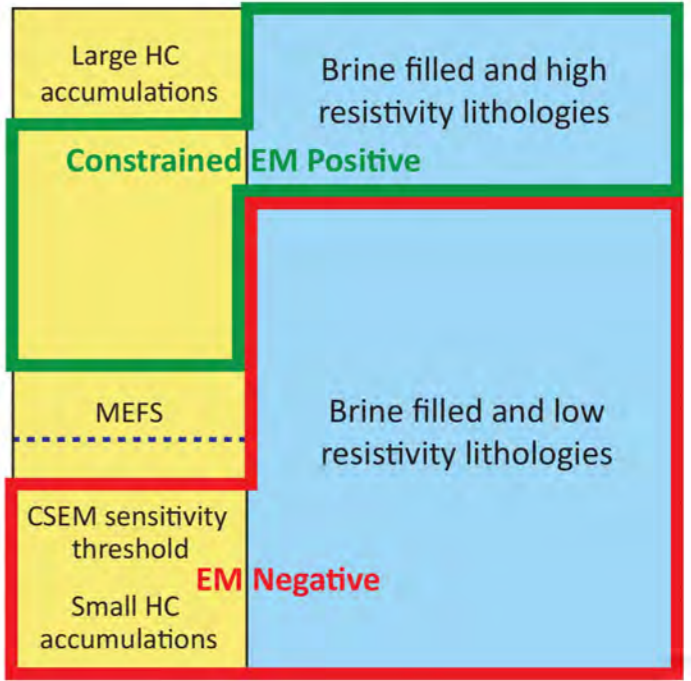 Large HC
accumulations
Brine filled and high
resistivity lithologies
Constrained EM Positive
MEFS
Brine filled and low
resistivity lithologies
CSEM sensitivity
threshold
EM Negative
Small HC
accumulations